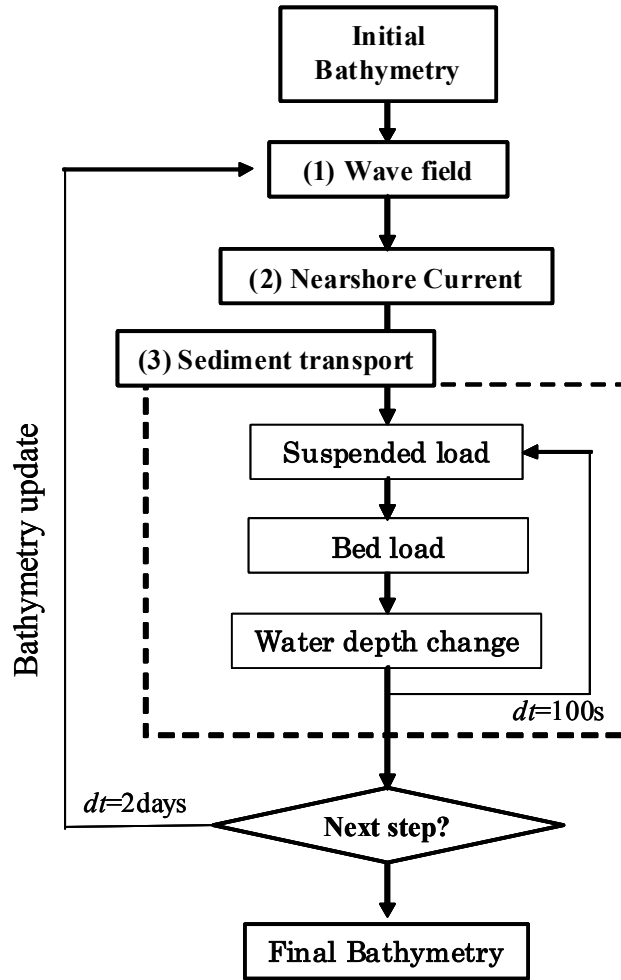 Initial
Bathymetry
(1) Wave field
(2) Nearshore Current
(3) Sediment transport
Suspended load
Bed load
Water depth change
dt=100s
Bathymetry update
dt=2days
Next step?
Final Bathymetry